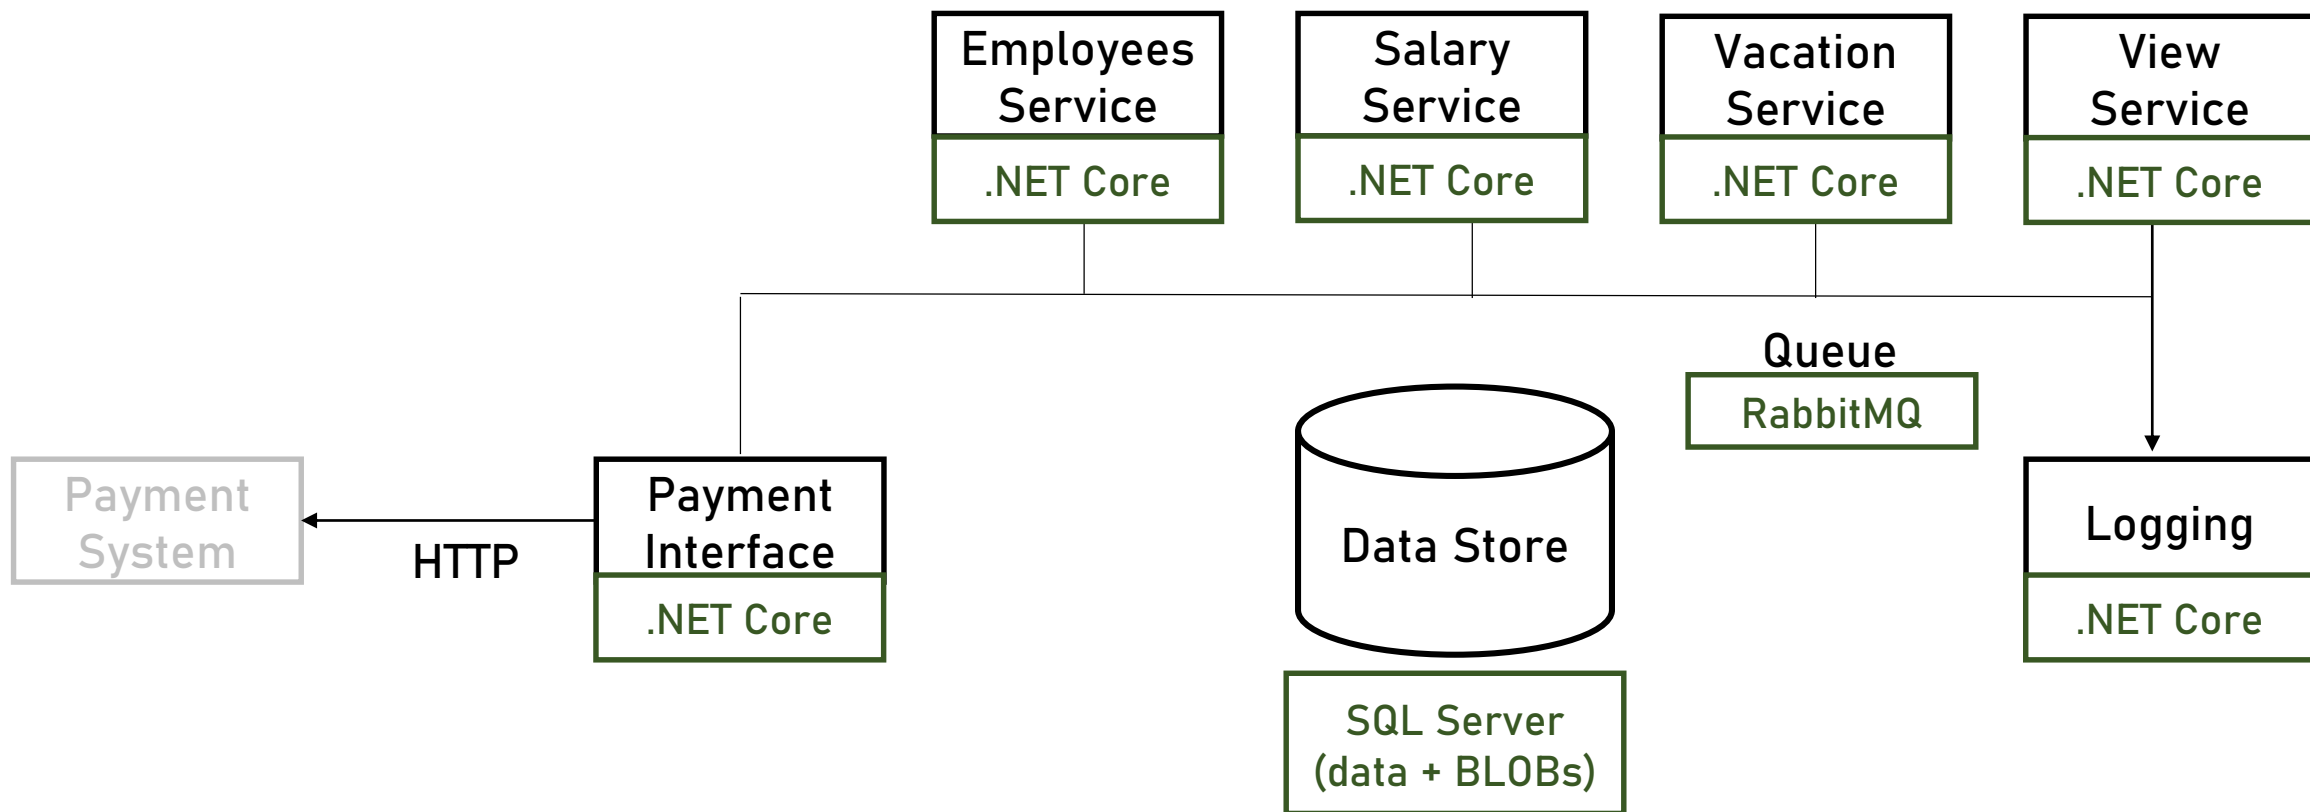 Employees
Service
.NET Core
Salary
Service
.NET Core
Vacation
Service
.NET Core
View
Service
.NET Core
Queue
RabbitMQ
Payment
System
HTTP
Payment
Interface
.NET Core
Data Store
SQL Server
(data + BLOBs)
Logging
.NET Core